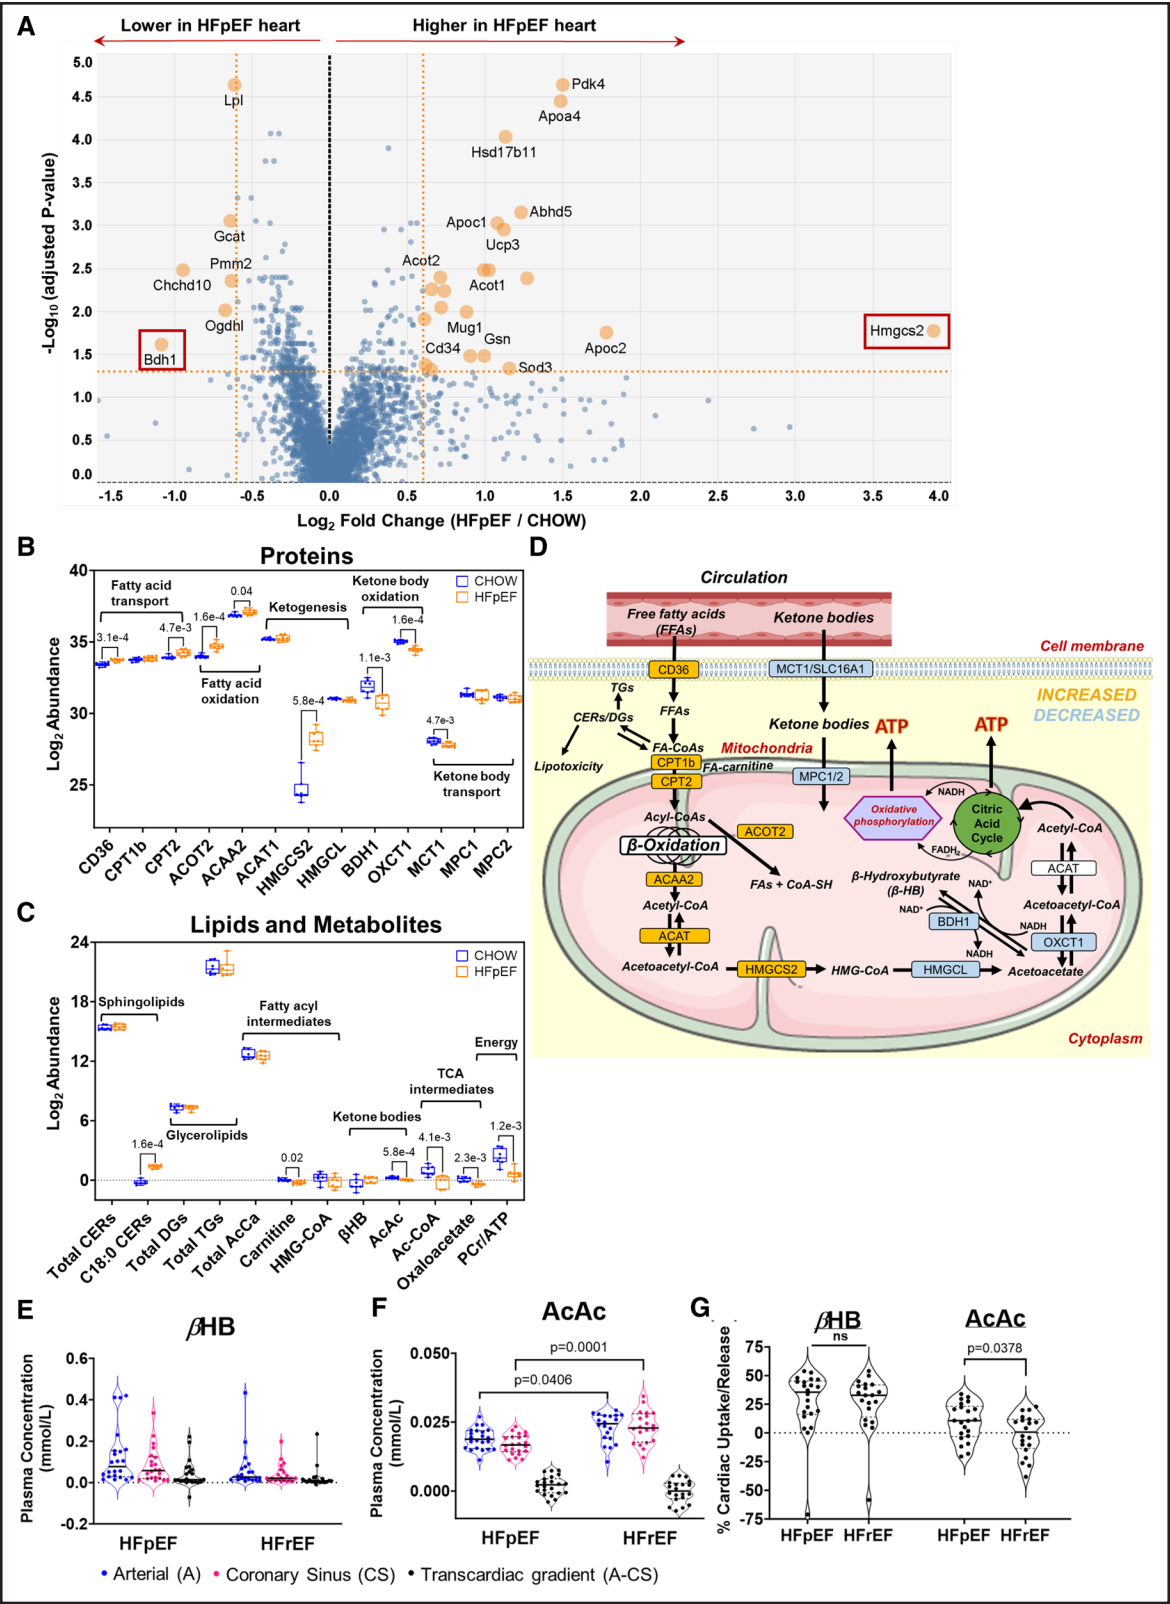 A
Lower in HFpEF heart
Higher in HFpEF heart
-Log10 (adjusted P-value)
5.0
4.5
4.0
3.5
3.0
2.5
2.0
1.5
1.0
0.5
0.0
Lpl
Gcat
Pmm2
Chchd10
Ogdhl
Bdh1
Pdk4
Apoa4
Hsd17b11
Abhd5
Apoc1
Ucp3
Acot2
Acot1
Mug1
Gsn
Cd34
Sod3
Apoc2
Hmgcs2
-1.5 -1.0 -0.5 0.0 0.5 1.0 1.5 2.0 2.5 3.0 3.5 4.0
Log2 Fold Change (HFpEF / CHOW)
B
Proteins
Log2 Abundance
40
35
30
25
CHOW
HFpEF
Fatty acid
transport
Fatty acid
oxidation
Ketogenesis
Ketone body
oxidation
Ketone body
transport
3.1e-4
4.7e-3
1.6e-4
0.04
5.8e-4
1.1e-3
1.6e-4
4.7e-3
CD36
CPT1b
CPT2
ACOT2
ACAA2
ACAT1
HMGCS2
HMGCL
BDH1
OXCT1
MCT1
MPC1
MPC2
C
Lipids and Metabolites
Log2 Abundance
24
18
12
6
0
CHOW
HFpEF
Sphingolipids
Glycerolipids
Fatty acyl
intermediates
Ketone bodies
TCA
intermediates
Energy
1.6e-4
0.02
5.8e-4
4.1e-3
2.3e-3
1.2e-3
Total CERs
C18:0 CERs
Total DGs
Total TGs
Total AcCa
Carnitine
HMG-CoA
βHB
AcAc
Ac-CoA
Oxaloacetate
PCr/ATP
D
Circulation
Free fatty acids
(FFAs)
Ketone bodies
Cell membrane
CD36
MCT1/SLC16A1
INCREASED
DECREASED
TGs
FFAs
CERs/DGs
Lipotoxicity
FA-CoAs
Mitochondria
Ketone bodies
ATP
ATP
CPT1b
FA-carnitine
CPT2
MPC1/2
Acyl-CoAs
ACOT2
β-Oxidation
FAs + CoA-SH
ACAA2
Acetyl-CoA
ACAT
Acetoacetyl-CoA
HMGCS2
HMG-CoA
HMGCL
Acetoacetate
Oxidative
phosphorylation
NADH
FADH2
Citric
Acid
Cycle
Acetyl-CoA
ACAT
Acetoacetyl-CoA
β-Hydroxybutyrate
(β-HB)
NAD+
NAD+
BDH1
NADH
NADH
OXCT1
Cytoplasm
E
βHB
Plasma Concentration
(mmol/L)
0.6
0.4
0.2
0.0
-0.2
HFpEF
HFrEF
F
AcAc
Plasma Concentration
(mmol/L)
0.050
0.025
0.000
p=0.0001
p=0.0406
HFpEF
HFrEF
G
βHB
AcAc
ns
p=0.0378
% Cardiac Uptake/Release
75
50
25
0
-25
-50
-75
HFpEF HFrEF HFpEF HFrEF
Arterial (A)
Coronary Sinus (CS)
Transcardiac gradient (A-CS)